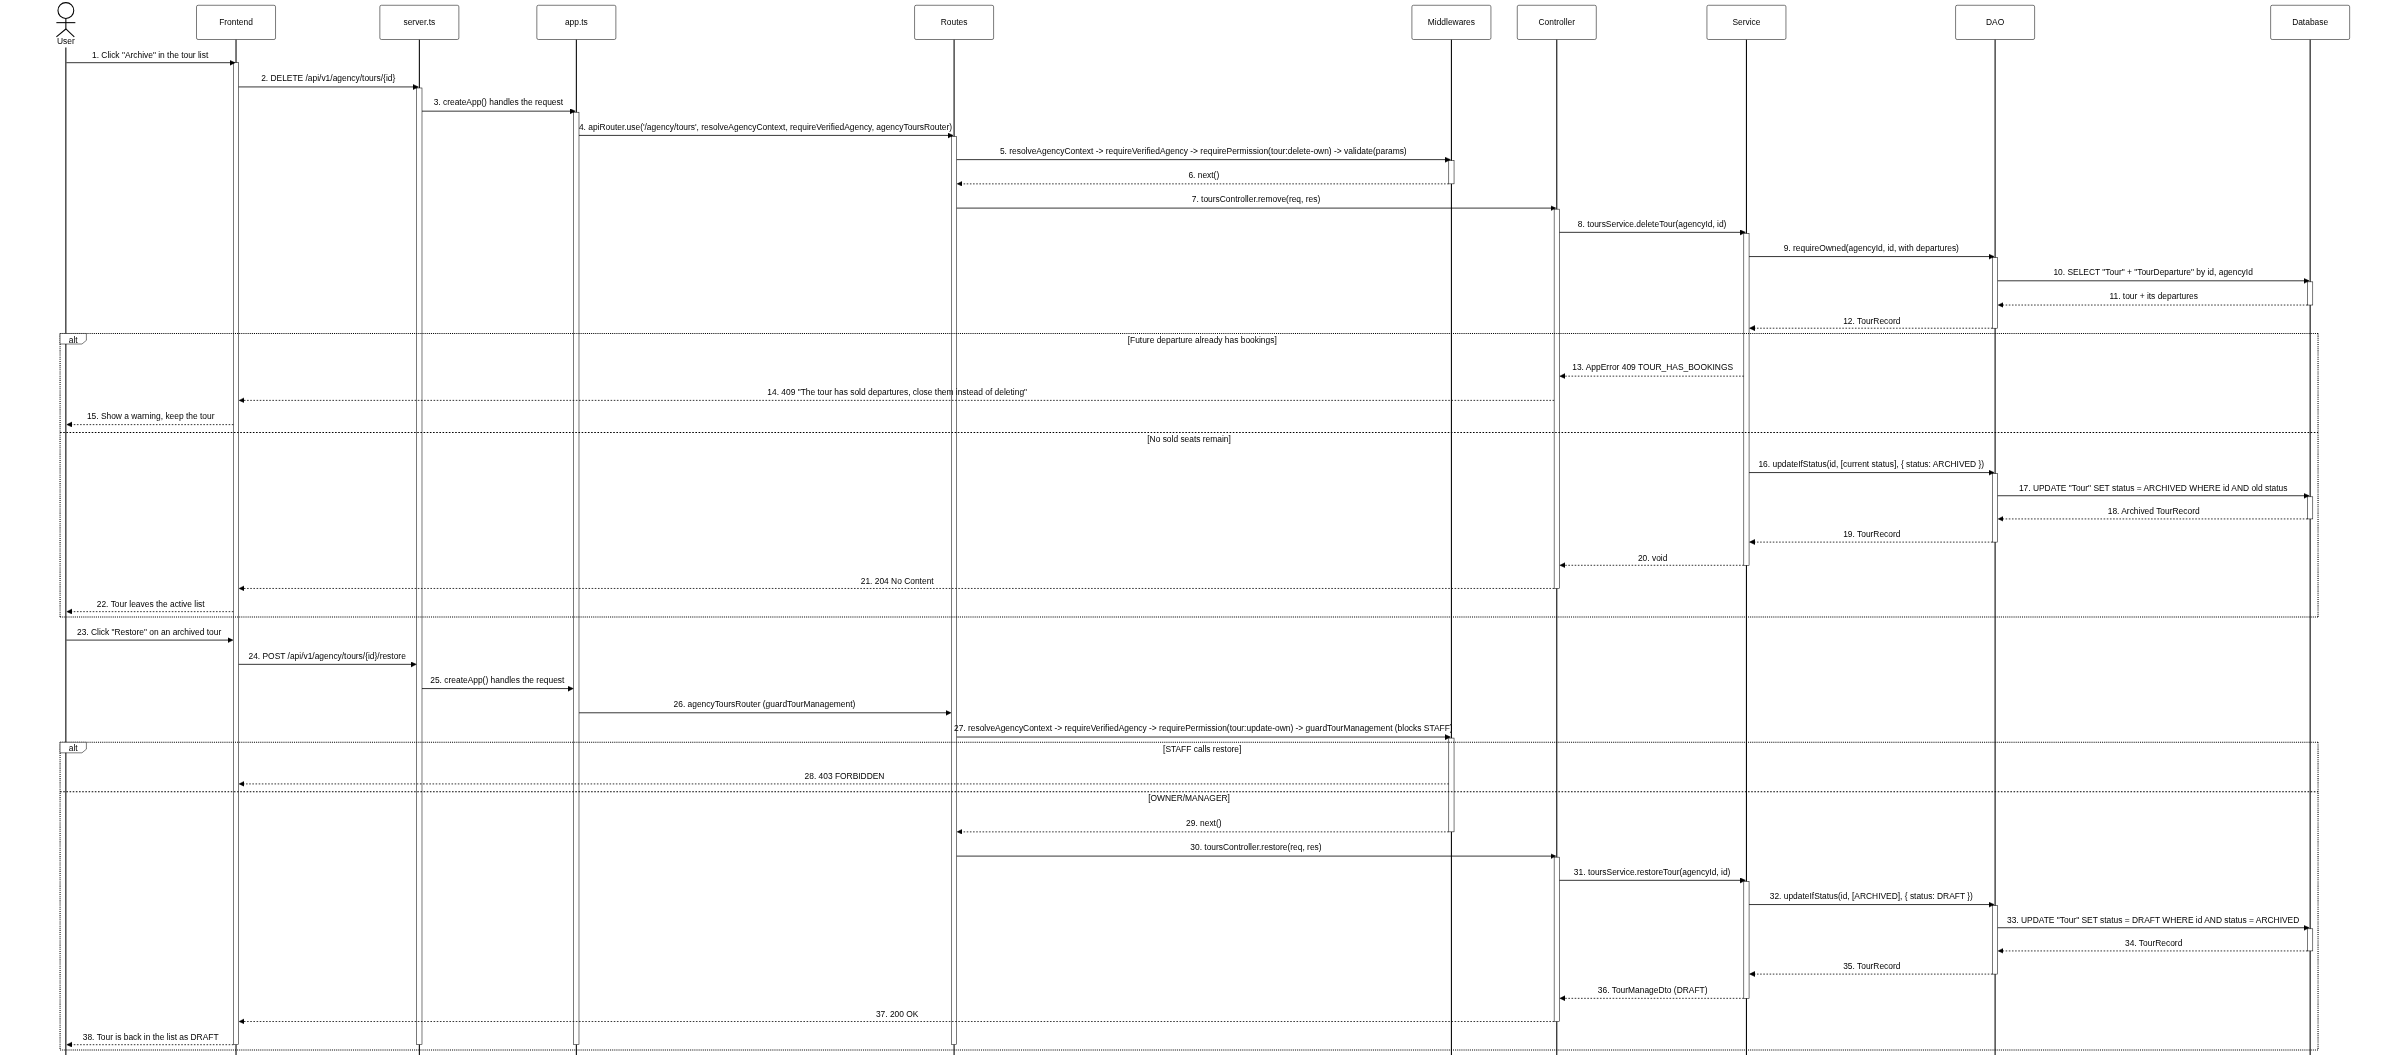 User
Frontend
server.ts
app.ts
Routes
Middlewares
Controller
Service
DAO
Database
1. Click "Archive" in the tour list
2. DELETE /api/v1/agency/tours/{id}
3. createApp() handles the request
4. apiRouter.use('/agency/tours', resolveAgencyContext, requireVerifiedAgency, agencyToursRouter)
5. resolveAgencyContext -> requireVerifiedAgency -> requirePermission(tour:delete-own) -> validate(params)
6. next()
7. toursController.remove(req, res)
8. toursService.deleteTour(agencyId, id)
9. requireOwned(agencyId, id, with departures)
10. SELECT "Tour" + "TourDeparture" by id, agencyId
11. tour + its departures
12. TourRecord
alt
[Future departure already has bookings]
13. AppError 409 TOUR_HAS_BOOKINGS
14. 409 "The tour has sold departures, close them instead of deleting"
15. Show a warning, keep the tour
[No sold seats remain]
16. updateIfStatus(id, [current status], { status: ARCHIVED })
17. UPDATE "Tour" SET status = ARCHIVED WHERE id AND old status
18. Archived TourRecord
19. TourRecord
20. void
21. 204 No Content
22. Tour leaves the active list
23. Click "Restore" on an archived tour
24. POST /api/v1/agency/tours/{id}/restore
25. createApp() handles the request
26. agencyToursRouter (guardTourManagement)
27. resolveAgencyContext -> requireVerifiedAgency -> requirePermission(tour:update-own) -> guardTourManagement (blocks STAFF)
alt
[STAFF calls restore]
28. 403 FORBIDDEN
[OWNER/MANAGER]
29. next()
30. toursController.restore(req, res)
31. toursService.restoreTour(agencyId, id)
32. updateIfStatus(id, [ARCHIVED], { status: DRAFT })
33. UPDATE "Tour" SET status = DRAFT WHERE id AND status = ARCHIVED
34. TourRecord
35. TourRecord
36. TourManageDto (DRAFT)
37. 200 OK
38. Tour is back in the list as DRAFT